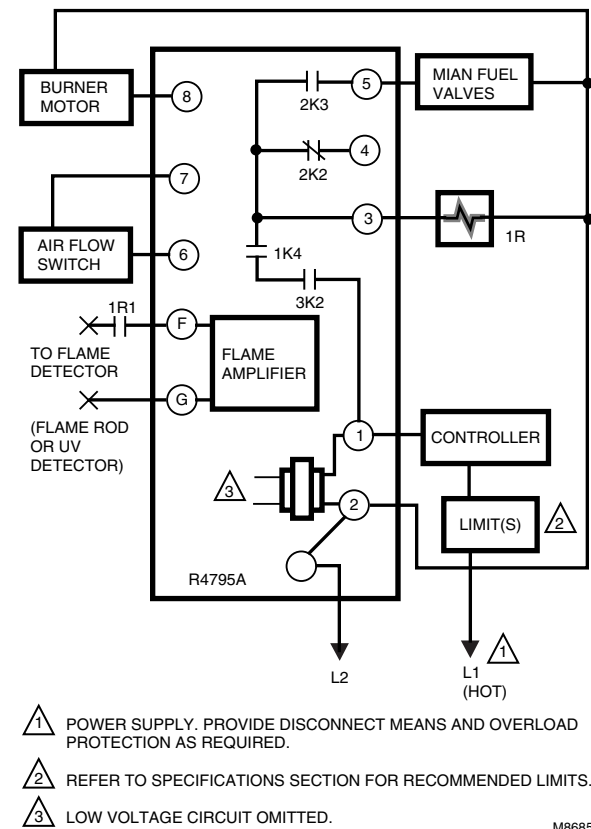 BURNER
MOTOR
8
2K3
5
MIAN FUEL
VALVES
4
2K2
7
3
1R
AIR FLOW
SWITCH
6
1K4
3K2
1R1
F
TO FLAME
DETECTOR
FLAME
AMPLIFIER
G
(FLAME ROD
OR UV
DETECTOR)
1
CONTROLLER
3
2
LIMIT(S)
2
R4795A
L2
L1
(HOT)
1
1 POWER SUPPLY. PROVIDE DISCONNECT MEANS AND OVERLOAD
PROTECTION AS REQUIRED.
2 REFER TO SPECIFICATIONS SECTION FOR RECOMMENDED LIMITS.
3 LOW VOLTAGE CIRCUIT OMITTED.
M8685